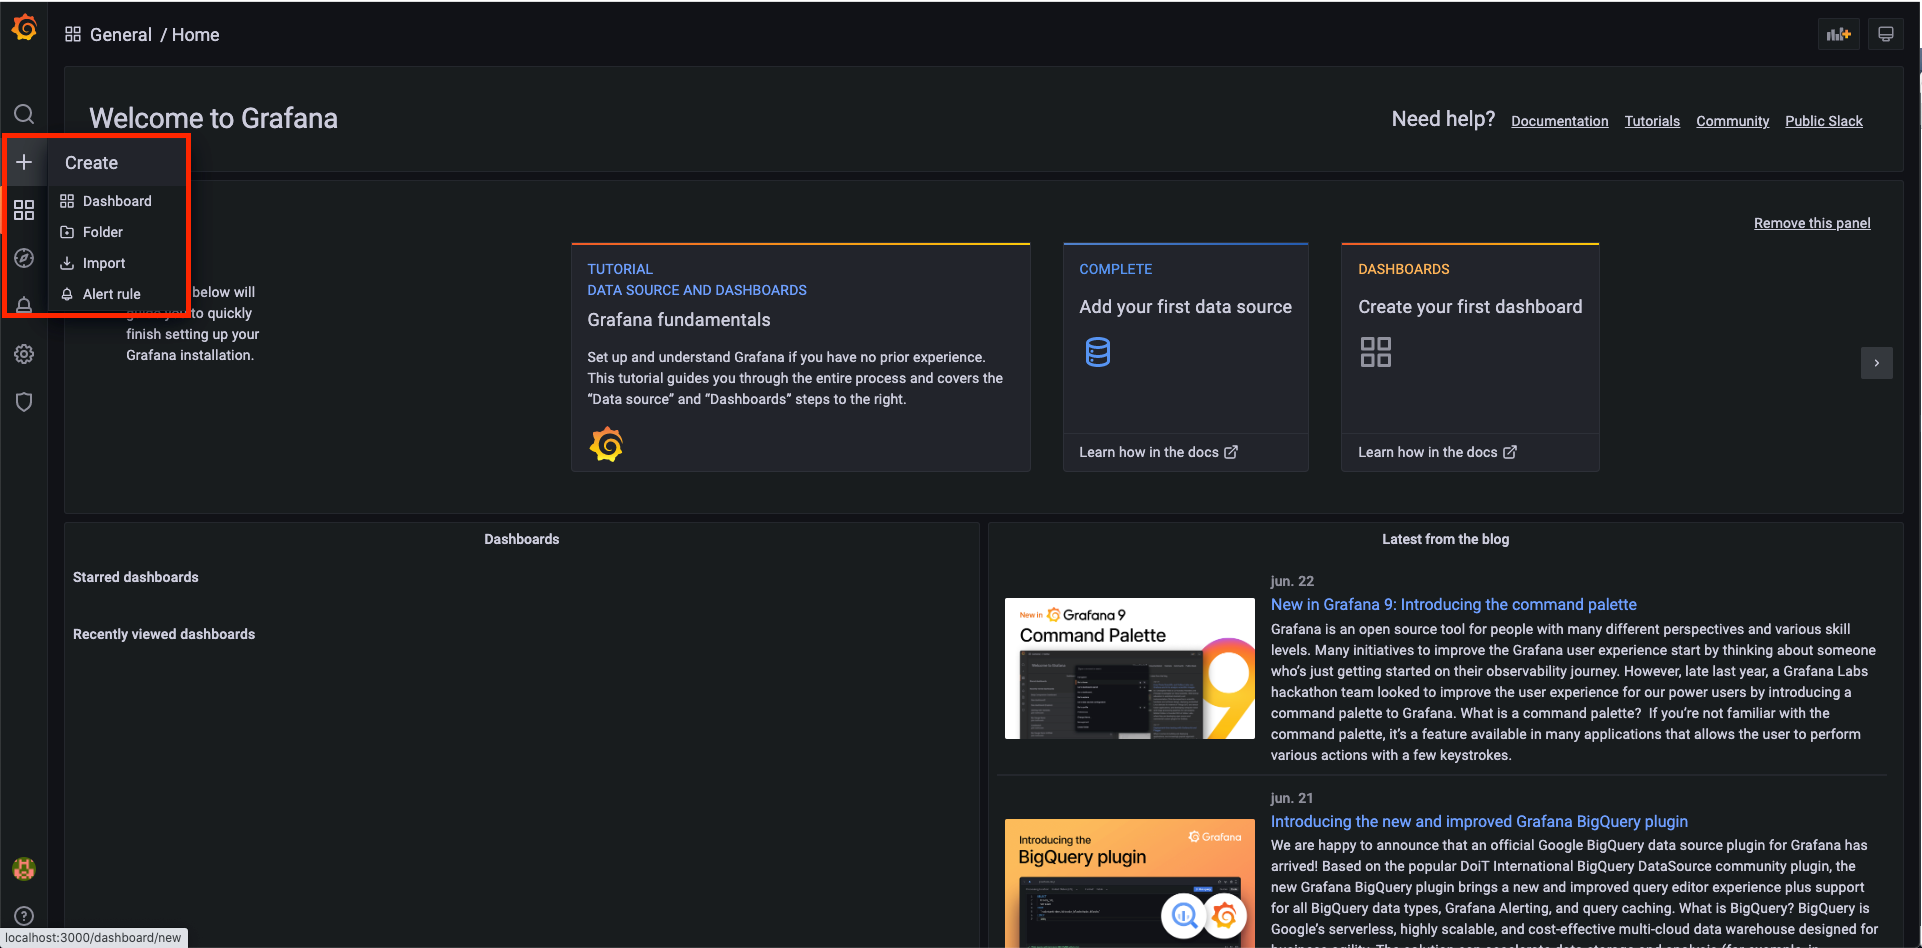 General / Home
Welcome to Grafana
Need help? Documentation Tutorials Community Public Slack
Create
Dashboard
Folder
Import
Alert rule
below will
guide you to quickly
finish setting up your
Grafana installation.
Remove this panel
TUTORIAL
DATA SOURCE AND DASHBOARDS
Grafana fundamentals
Set up and understand Grafana if you have no prior experience.
This tutorial guides you through the entire process and covers the
“Data source” and ”Dashboards” steps to the right.
COMPLETE
Add your first data source
Learn how in the docs
DASHBOARDS
Create your first dashboard
Learn how in the docs
Dashboards
Starred dashboards
Recently viewed dashboards
Latest from the blog
New in Grafana 9
Command Palette
jun. 22
New in Grafana 9: Introducing the command palette
Grafana is an open source tool for people with many different perspectives and various skill
levels. Many initiatives to improve the Grafana user experience start by thinking about someone
who’s just getting started on their observability journey. However, late last year, a Grafana Labs
hackathon team looked to improve the user experience for our power users by introducing a
command palette to Grafana. What is a command palette? If you’re not familiar with the
command palette, it’s a feature available in many applications that allows the user to perform
various actions with a few keystrokes.
Introducing the
BigQuery plugin
Grafana
jun. 21
Introducing the new and improved Grafana BigQuery plugin
We are happy to announce that an official Google BigQuery data source plugin for Grafana has
arrived! Based on the popular DoiT International BigQuery DataSource community plugin, the
new Grafana BigQuery plugin brings a new and improved query editor experience plus support
for all BigQuery data types, Grafana Alerting, and query caching. What is BigQuery? BigQuery is
Google’s serverless, highly scalable, and cost-effective multi-cloud data warehouse designed for
localhost:3000/dashboard/new